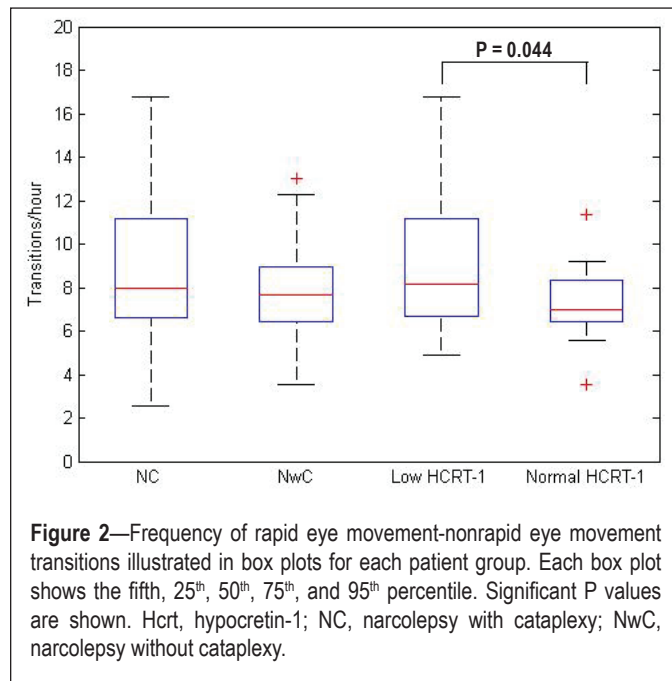 P = 0.044
20
18
16
14
12
10
8
6
4
2
0
Transitions/hour
NC NwC Low HCRT-1 Normal HCRT-1
Figure 2—Frequency of rapid eye movement-nonrapid eye movement
transitions illustrated in box plots for each patient group. Each box plot
shows the fifth, 25th, 50th, 75th, and 95th percentile. Significant P values
are shown. Hcrt, hypocretin-1; NC, narcolepsy with cataplexy; NwC,
narcolepsy without cataplexy.